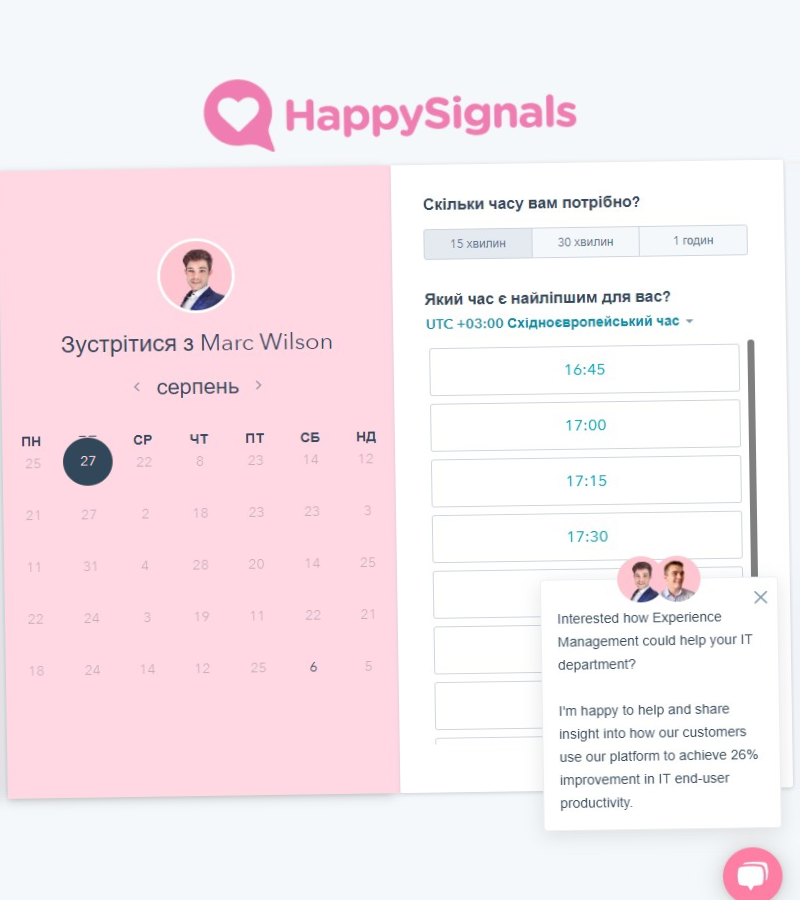 HappySignals
Зустрітися з Marc Wilson
серпень
ПН СР ЧТ ПТ СБ НД
25 27 22 8 23 14 12
21 27 2 18 23 23 3
11 31 4 28 20 14 25
22 24 3 19 11 22 21
18 24 14 12 25 6 5
Скільки часу вам потрібно?
15 хвилин 30 хвилин 1 годин
Який час є найліпшим для вас?
UTC +03:00 Східноєвропейський час
16:45
17:00
17:15
17:30
Interested how Experience
Management could help your IT
department?
I'm happy to help and share
insight into how our customers
use our platform to achieve 26%
improvement in IT end-user
productivity.